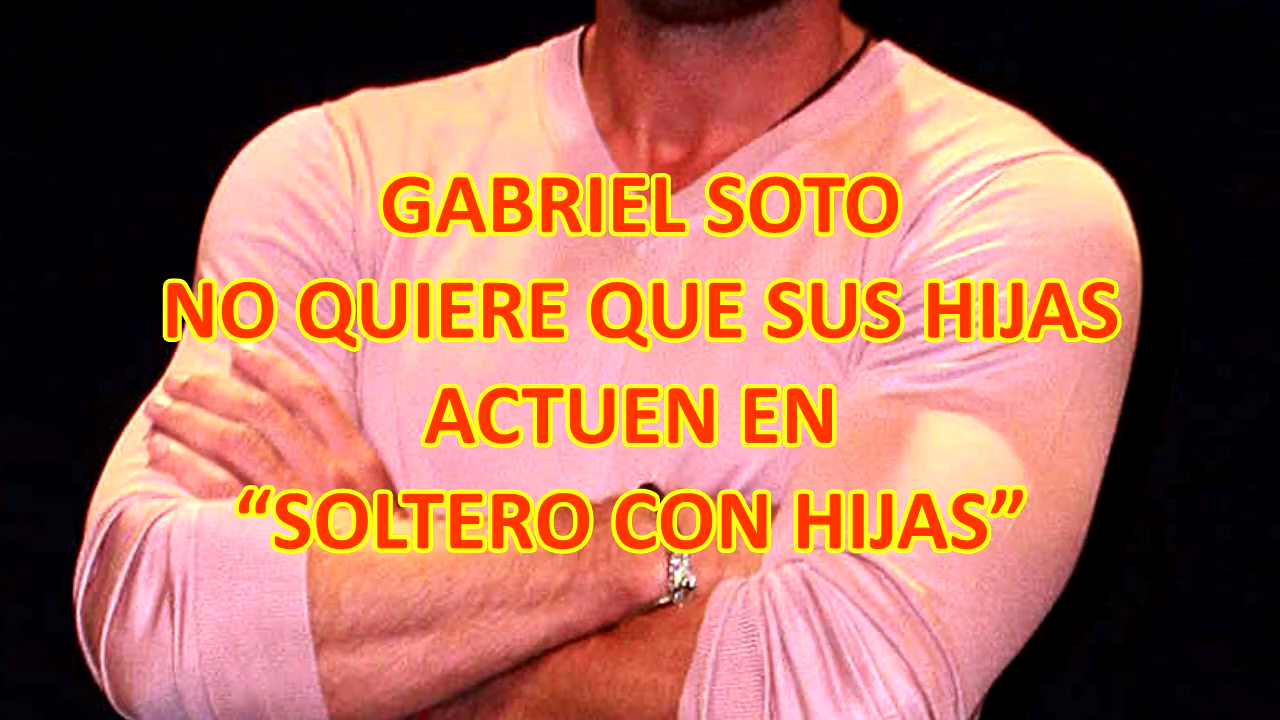 GABRIEL SOTO
NO QUIERE QUE SUS HIJAS
ACTUEN EN
“SOLTERO CON HIJAS”